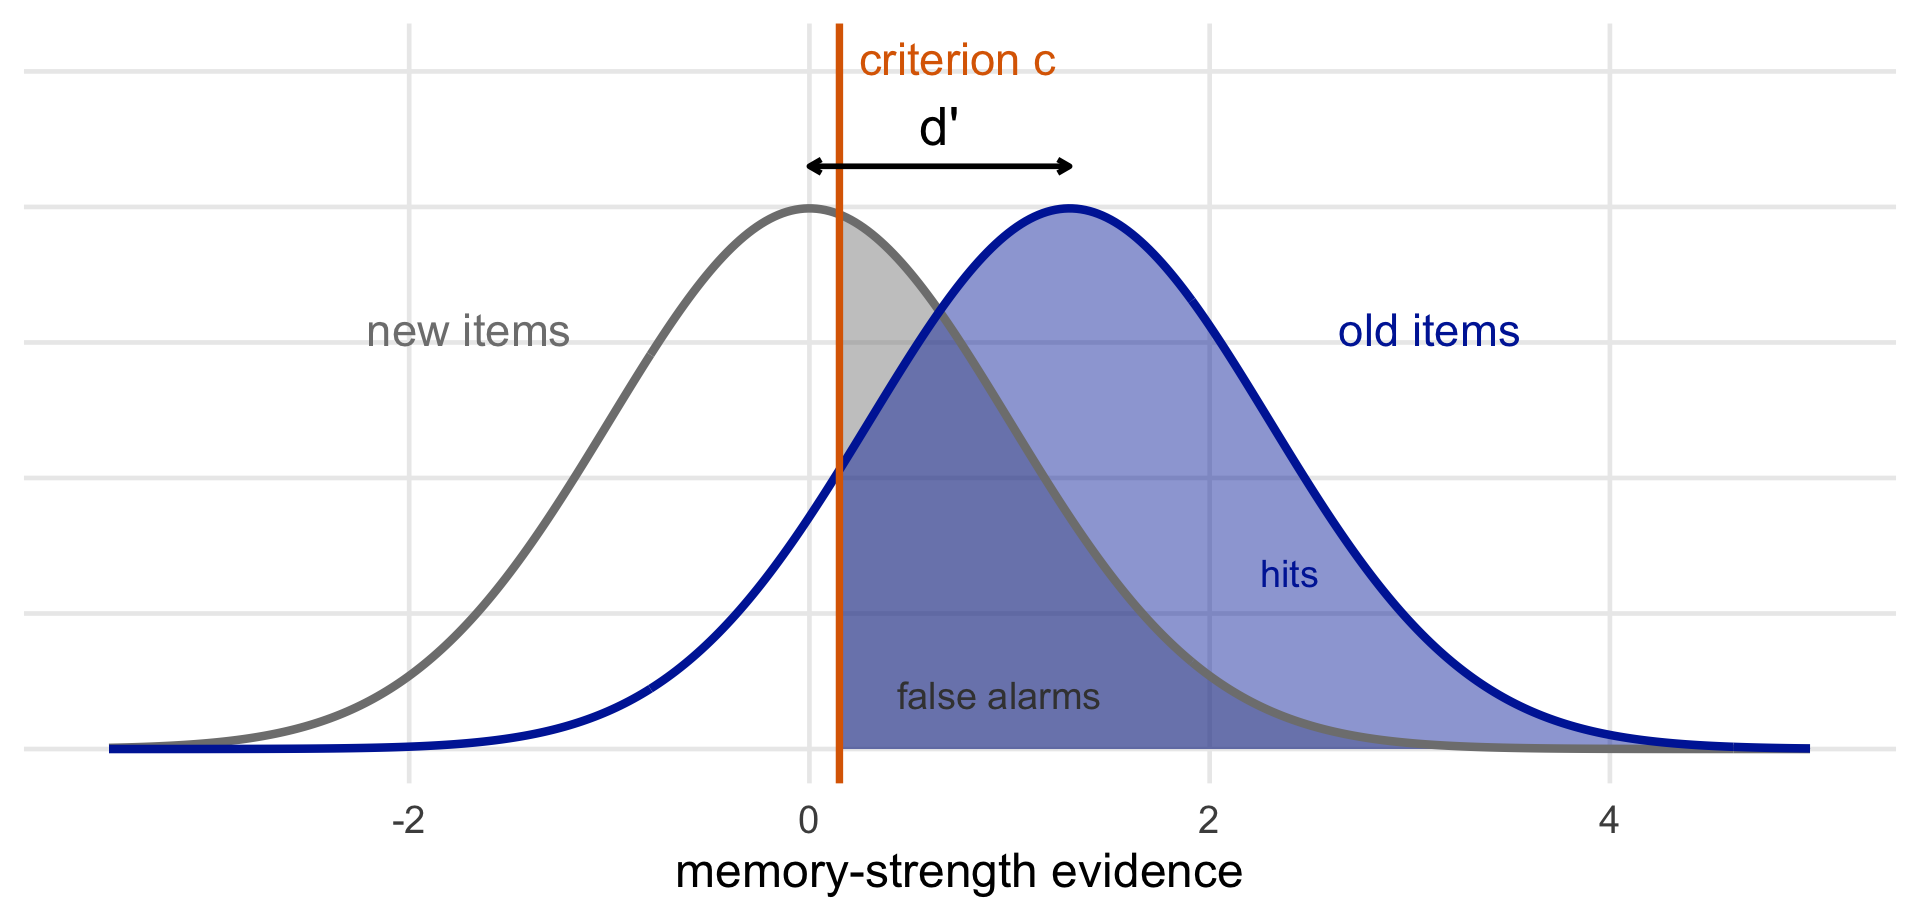 criterion c
d'
new items
old items
hits
false alarms
-2 0 2 4
memory-strength evidence